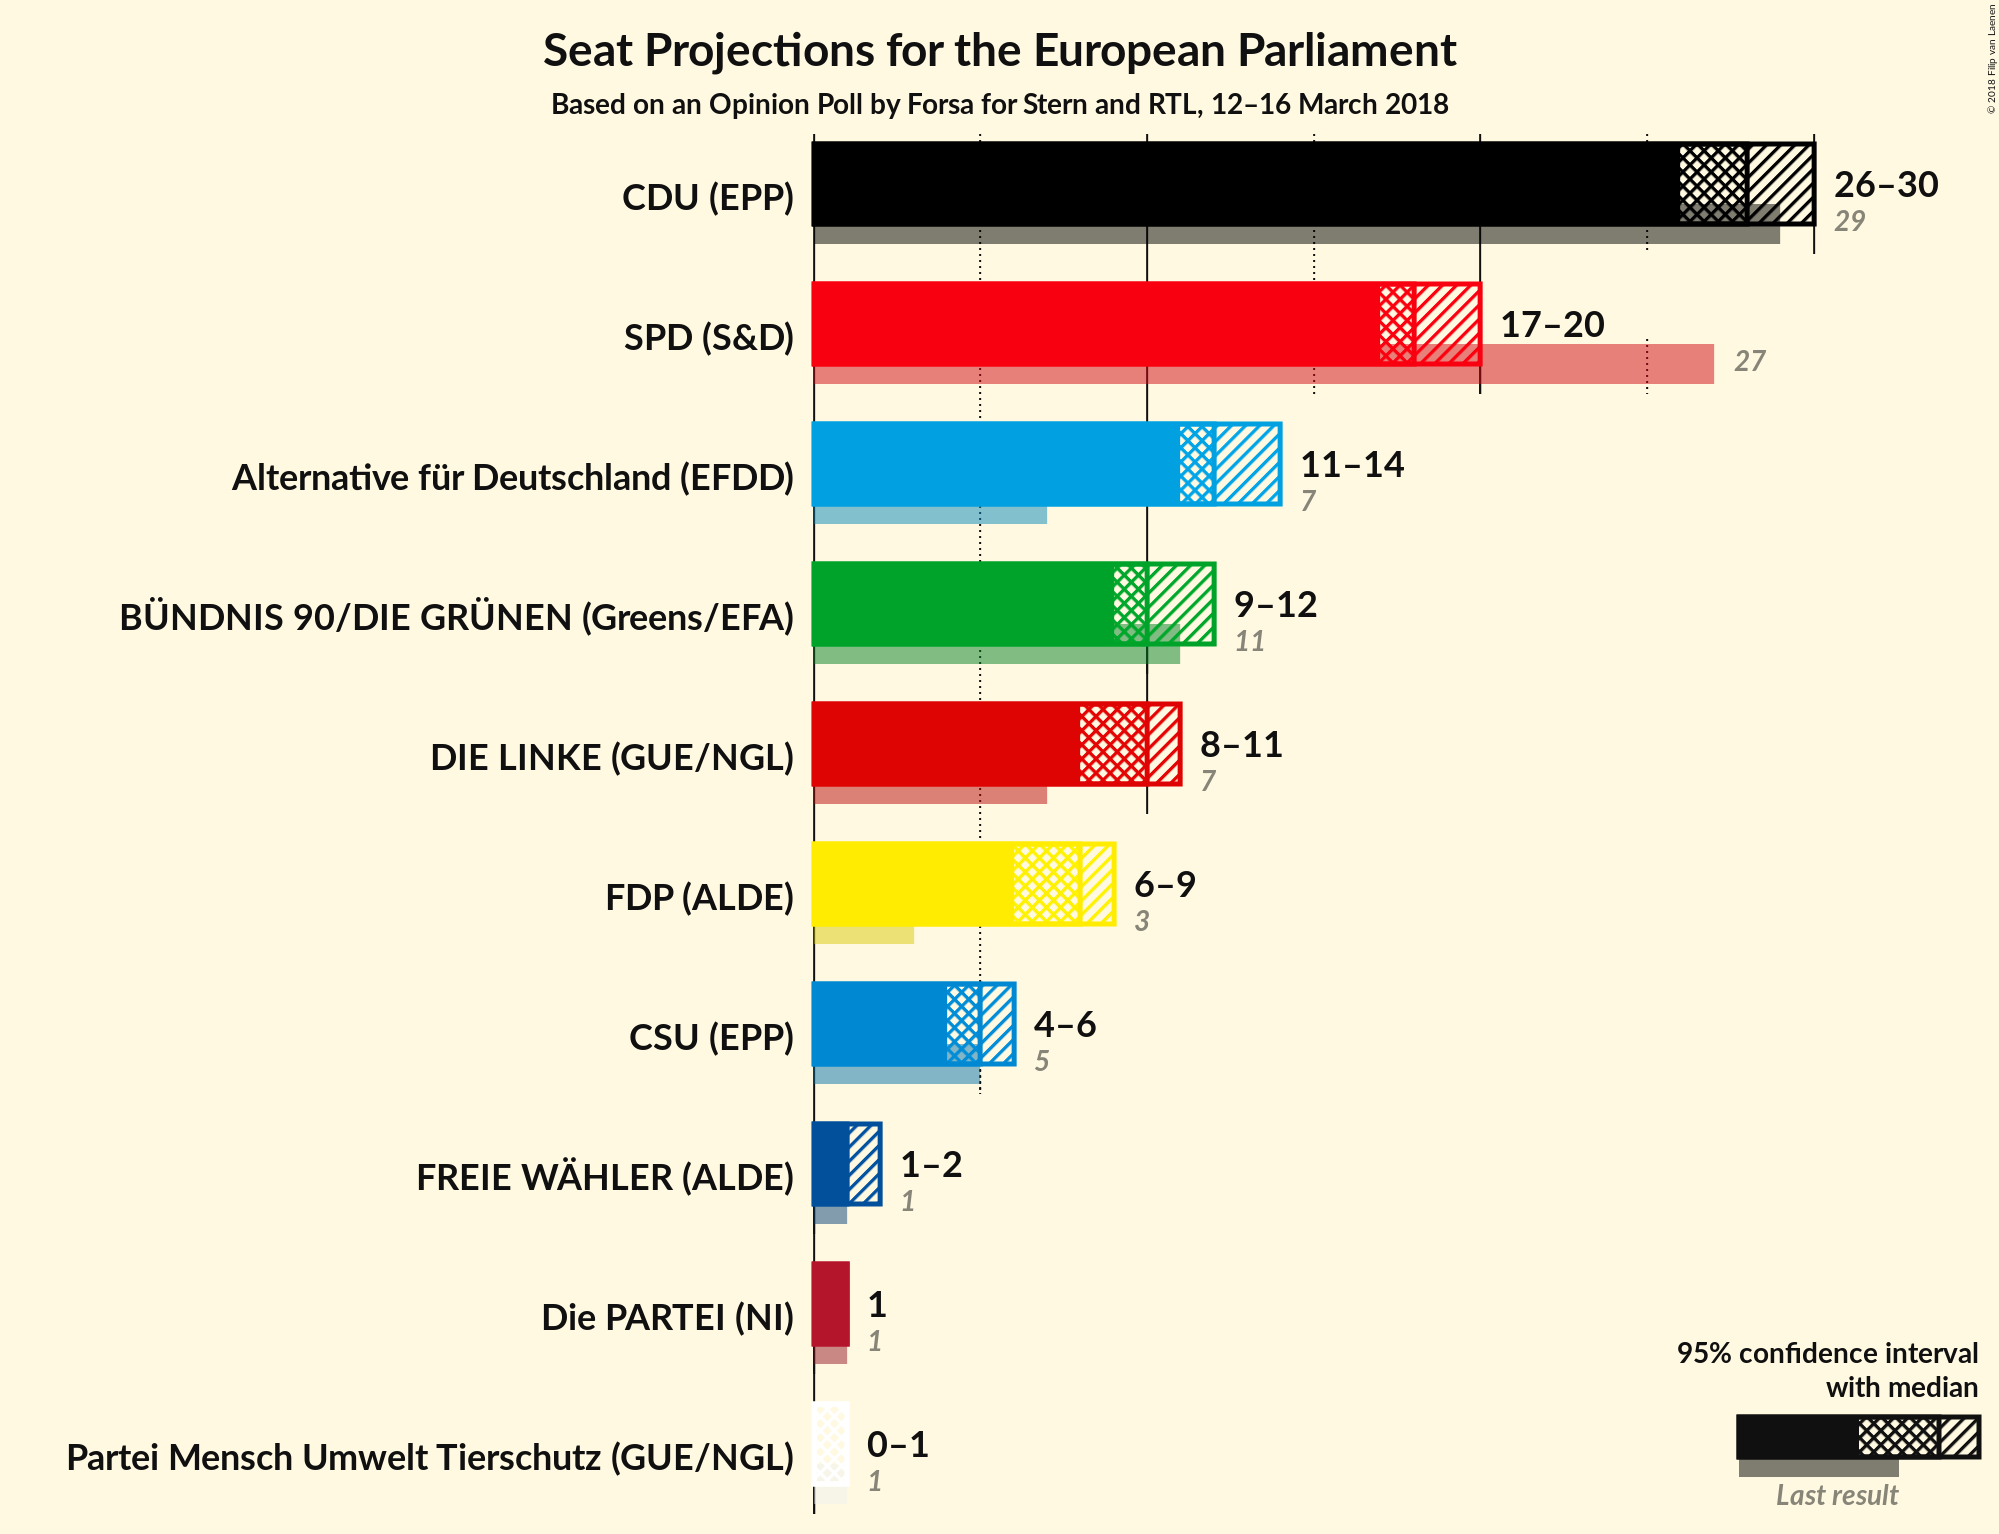 Seat Projections for the European Parliament
Based on an Opinion Poll by Forsa for Stern and RTL, 12–16 March 2018
© 2018 Filip van Laenen
CDU (EPP)
26–30
29
SPD (S&D)
17–20
27
Alternative für Deutschland (EFDD)
11–14
7
BÜNDNIS 90/DIE GRÜNEN (Greens/EFA)
9–12
11
DIE LINKE (GUE/NGL)
8–11
7
FDP (ALDE)
6–9
3
CSU (EPP)
4–6
5
FREIE WÄHLER (ALDE)
1–2
1
Die PARTEI (NI)
1
1
Partei Mensch Umwelt Tierschutz (GUE/NGL)
0–1
1
95% confidence interval
with median
Last result